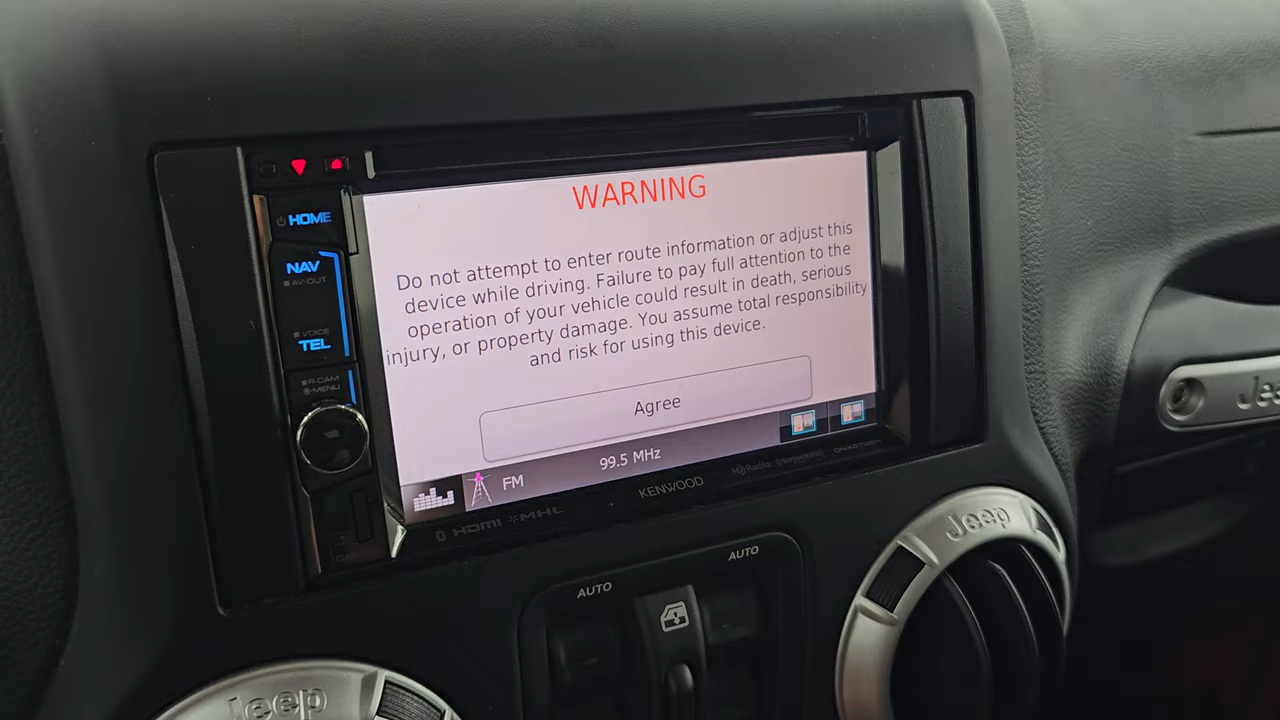 WARNING
Do not attempt to enter route information or adjust this
device while driving. Failure to pay full attention to the
operation of your vehicle could result in death, serious
injury, or property damage. You assume total responsibility
and risk for using this device.
Agree
FM 99.5 MHz
HOME
NAV
AV-OUT
VOICE
TEL
R-CAM
MENU
HDMI MHL KENWOOD HD Radio SiriusXM
AUTO AUTO
Jeep
Jeep
Jee